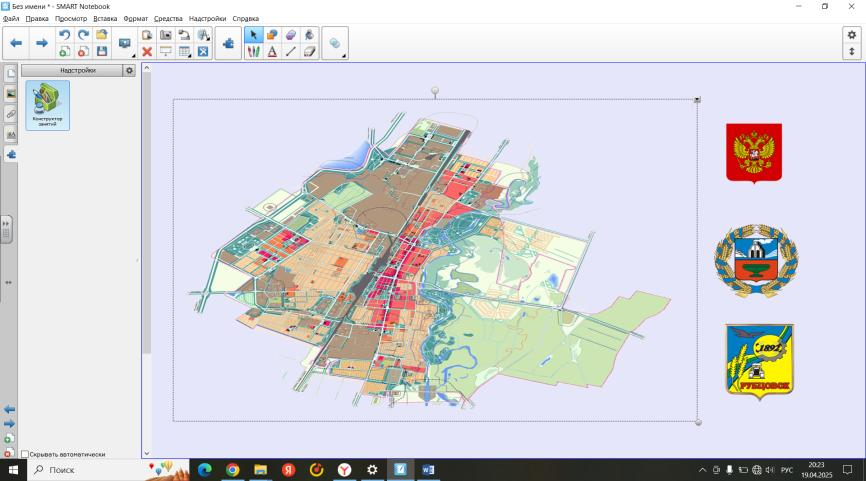 Без имени * - SMART Notebook
Файл Правка Просмотр Вставка Формат Средства Надстройки Справка
Надстройки
Конструктор
занятий
1892
РУБЦОВСК
Скрывать автоматически
Поиск
РУС
20:23
19.04.2025